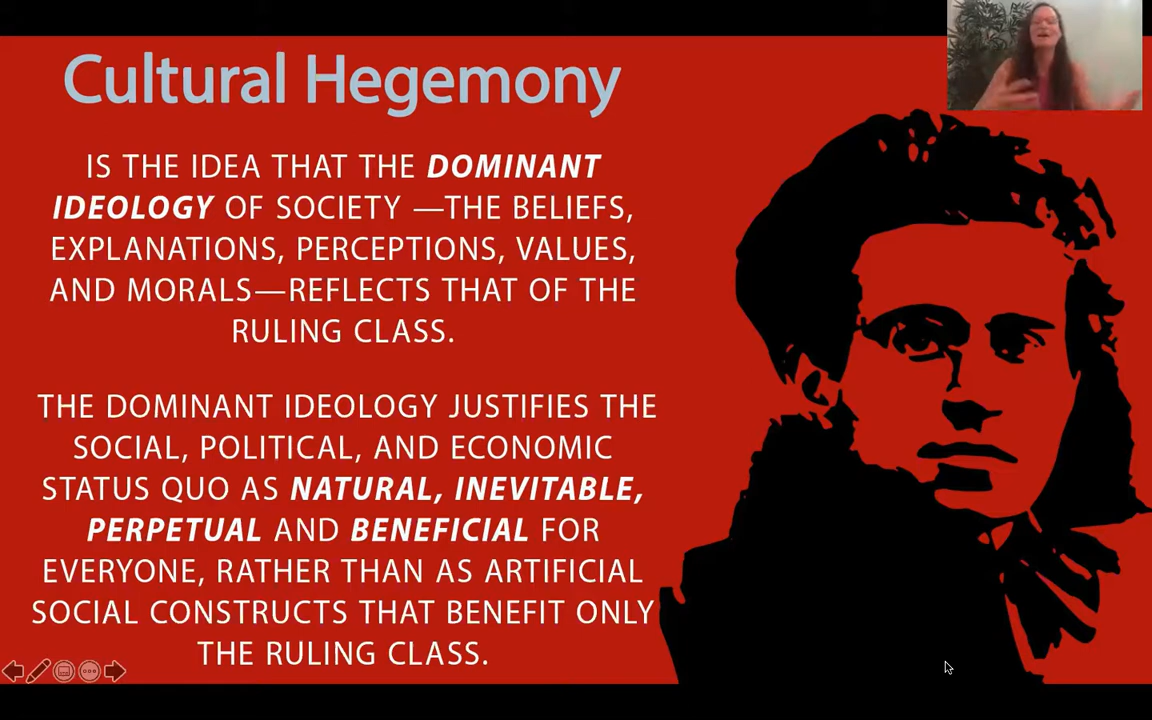 Cultural Hegemony
IS THE IDEA THAT THE DOMINANT
IDEOLOGY OF SOCIETY —THE BELIEFS,
EXPLANATIONS, PERCEPTIONS, VALUES,
AND MORALS—REFLECTS THAT OF THE
RULING CLASS.
THE DOMINANT IDEOLOGY JUSTIFIES THE
SOCIAL, POLITICAL, AND ECONOMIC
STATUS QUO AS NATURAL, INEVITABLE,
PERPETUAL AND BENEFICIAL FOR
EVERYONE, RATHER THAN AS ARTIFICIAL
SOCIAL CONSTRUCTS THAT BENEFIT ONLY
THE RULING CLASS.